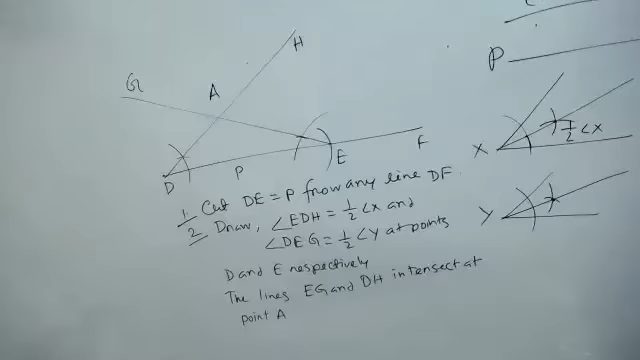 H
G
A
P
½<X
X
F
E
P
D
Y
1 Cut DE = P from any line DF.
2 Draw, ∠EDH = ½∠X and
∠DEG = ½∠Y at points
D and E respectively
The lines EG and DH intersect at
point A